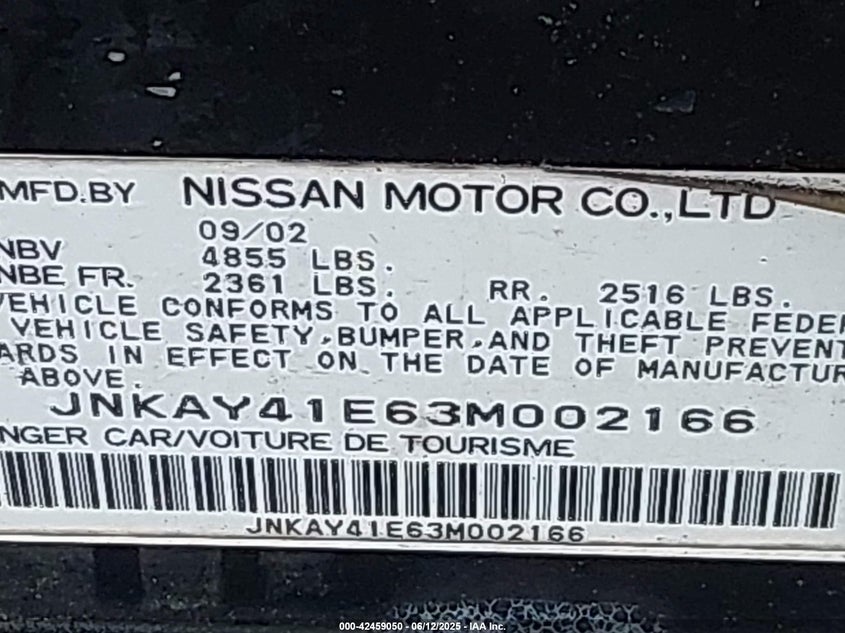 MFD.BY NISSAN MOTOR CO.,LTD
09/02
NBV 4855 LBS.
NBE FR. 2361 LBS. RR. 2516 LBS.
VEHICLE CONFORMS TO ALL APPLICABLE FEDER
VEHICLE SAFETY,BUMPER,AND THEFT PREVENT
ARDS IN EFFECT ON THE DATE OF MANUFACTUR
ABOVE.
JNKAY41E63M002166
NGER CAR/VOITURE DE TOURISME
JNKAY41E63M002166
000-42459050 - 06/12/2025 - IAA Inc.